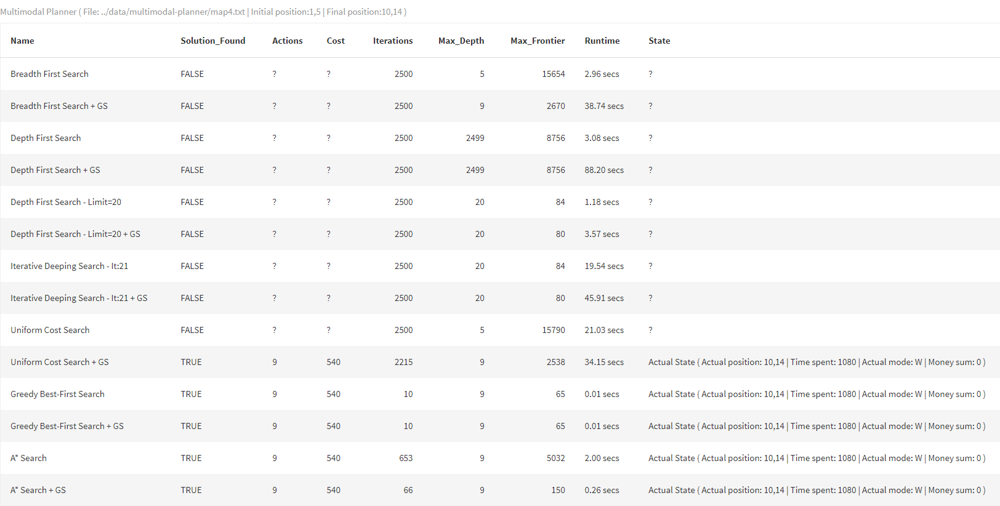 Multimodal Planner ( File: ../data/multimodal-planner/map4.txt | Initial position:1,5 | Final position:10,14 )
Name Solution_Found Actions Cost Iterations Max_Depth Max_Frontier Runtime State
Breadth First Search FALSE ? ? 2500 5 15654 2.96 secs ?
Breadth First Search + GS FALSE ? ? 2500 9 2670 38.74 secs ?
Depth First Search FALSE ? ? 2500 2499 8756 3.08 secs ?
Depth First Search + GS FALSE ? ? 2500 2499 8756 88.20 secs ?
Depth First Search - Limit=20 FALSE ? ? 2500 20 84 1.18 secs ?
Depth First Search - Limit=20 + GS FALSE ? ? 2500 20 80 3.57 secs ?
Iterative Deeping Search - It:21 FALSE ? ? 2500 20 84 19.54 secs ?
Iterative Deeping Search - It:21 + GS FALSE ? ? 2500 20 80 45.91 secs ?
Uniform Cost Search FALSE ? ? 2500 5 15790 21.03 secs ?
Uniform Cost Search + GS TRUE 9 540 2215 9 2538 34.15 secs Actual State ( Actual position: 10,14 | Time spent: 1080 | Actual mode: W | Money sum: 0 )
Greedy Best-First Search TRUE 9 540 10 9 65 0.01 secs Actual State ( Actual position: 10,14 | Time spent: 1080 | Actual mode: W | Money sum: 0 )
Greedy Best-First Search + GS TRUE 9 540 10 9 65 0.01 secs Actual State ( Actual position: 10,14 | Time spent: 1080 | Actual mode: W | Money sum: 0 )
A* Search TRUE 9 540 653 9 5032 2.00 secs Actual State ( Actual position: 10,14 | Time spent: 1080 | Actual mode: W | Money sum: 0 )
A* Search + GS TRUE 9 540 66 9 150 0.26 secs Actual State ( Actual position: 10,14 | Time spent: 1080 | Actual mode: W | Money sum: 0 )